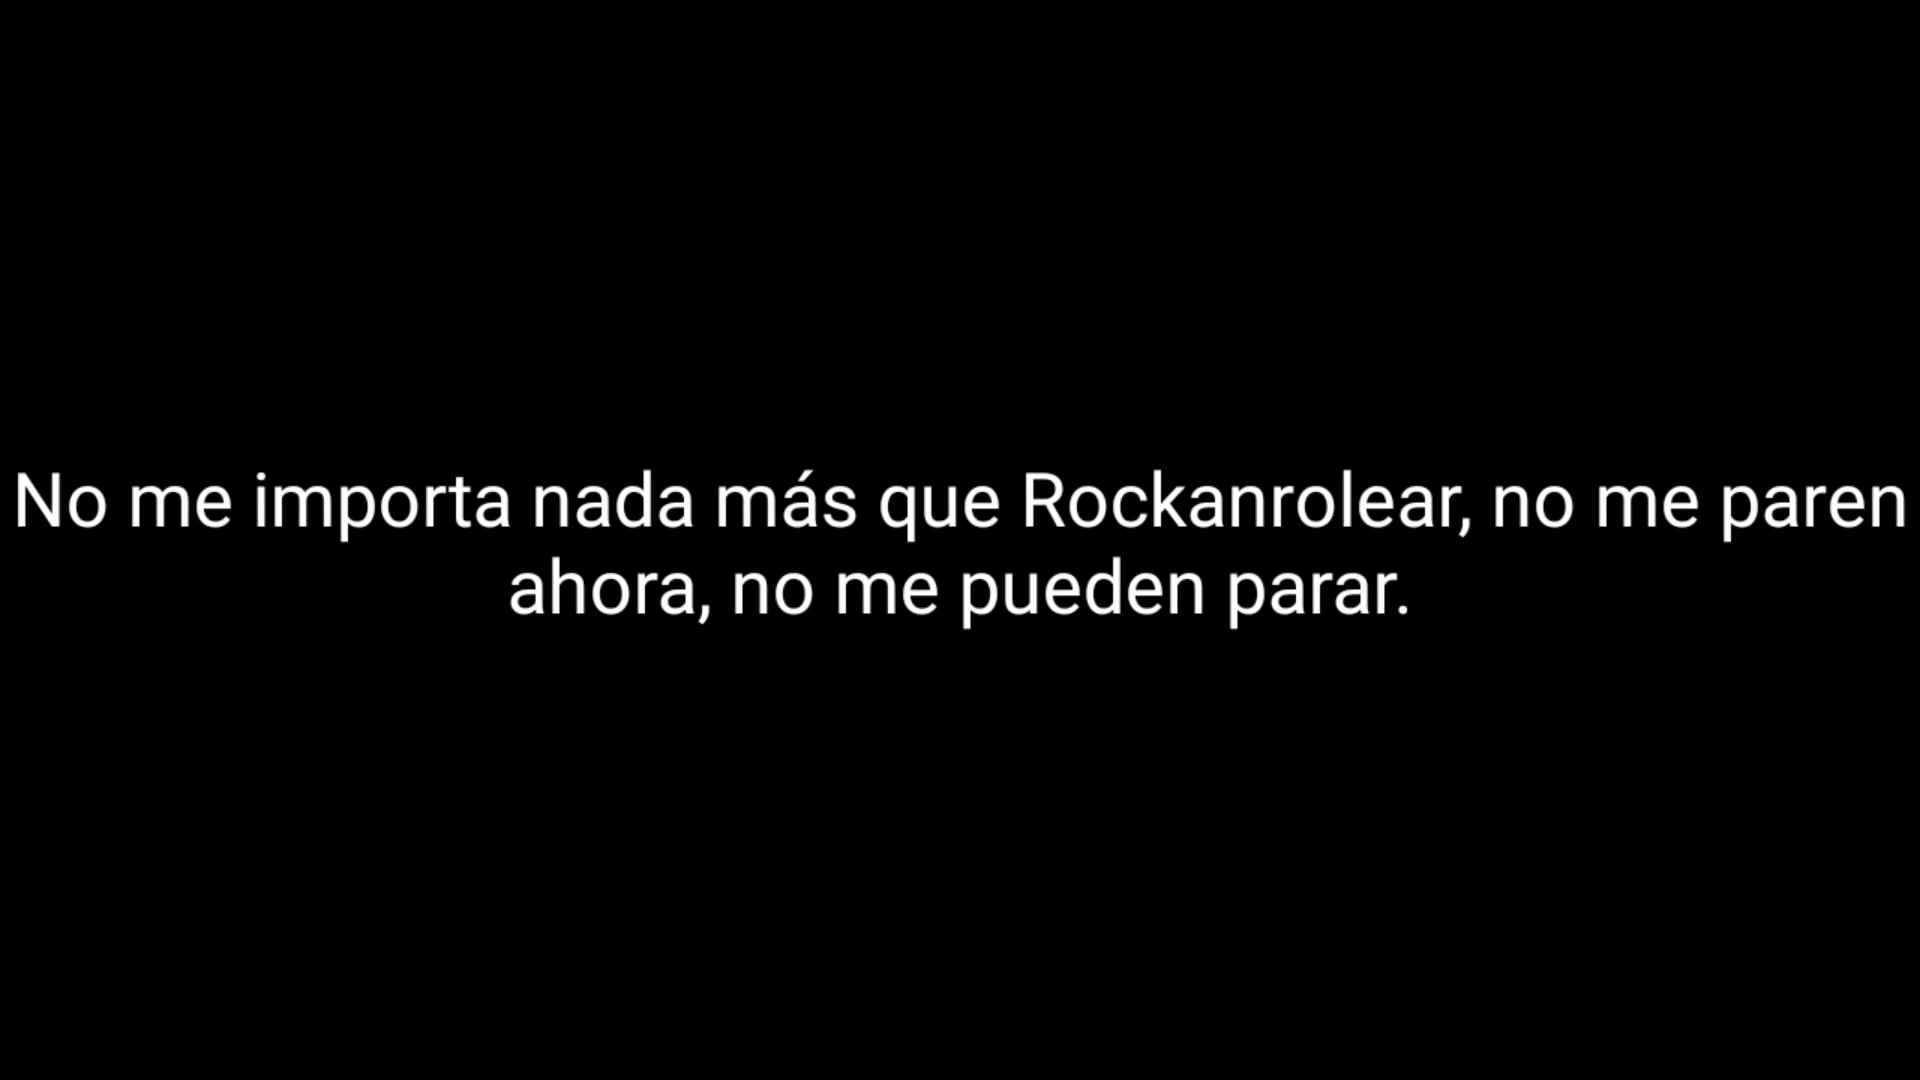 No me importa nada más que Rockanrolear, no me paren
ahora, no me pueden parar.